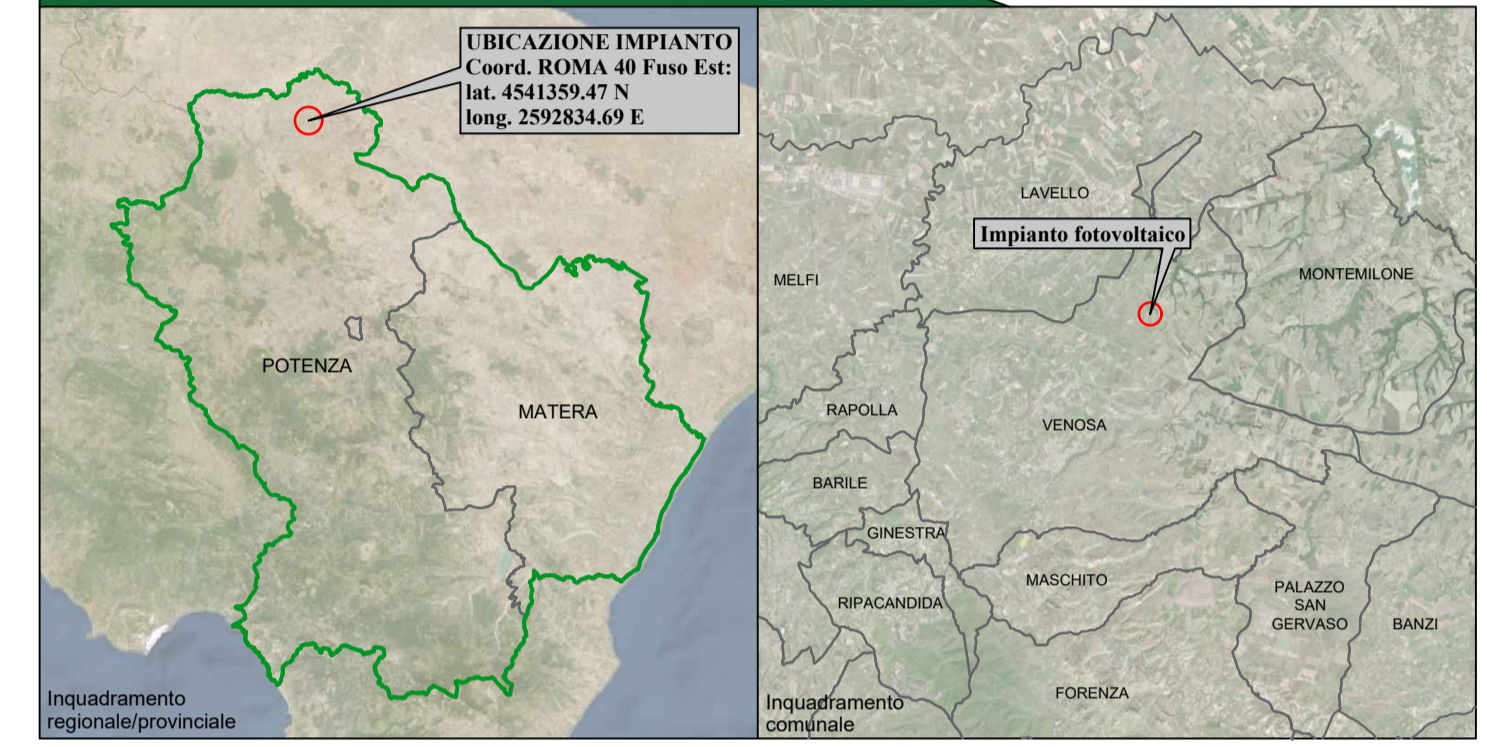 UBICAZIONE IMPIANTO
Coord. ROMA 40 Fuso Est:
lat. 4541359.47 N
long. 2592834.69 E
POTENZA
MATERA
Inquadramento
regionale/provinciale
LAVELLO
Impianto fotovoltaico
MELFI
MONTEMILONE
RAPOLLA
VENOSA
BARILE
GINESTRA
MASCHITO
RIPACANDIDA
PALAZZO
SAN
GERVASO
BANZI
FORENZA
Inquadramento
comunale